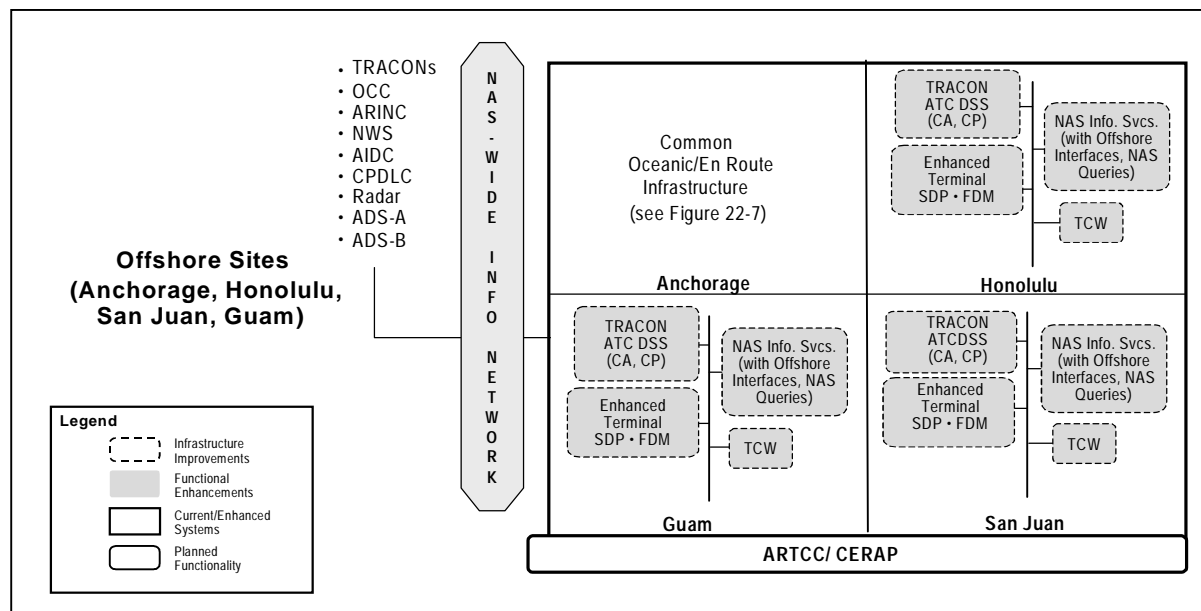 · TRACONs
· OCC
· ARINC
· NWS
· AIDC
· CPDLC
· Radar
· ADS-A
· ADS-B
Offshore Sites
(Anchorage, Honolulu,
San Juan, Guam)
NAS-WIDE INFO NETWORK
Common
Oceanic/En Route
Infrastructure
(see Figure 22-7)
Anchorage
TRACON
ATC DSS
(CA, CP)
Enhanced
Terminal
SDP · FDM
NAS Info. Svcs.
(with Offshore
Interfaces, NAS
Queries)
TCW
Honolulu
TRACON
ATC DSS
(CA, CP)
Enhanced
Terminal
SDP · FDM
NAS Info. Svcs.
(with Offshore
Interfaces, NAS
Queries)
TCW
Guam
TRACON
ATCDSS
(CA, CP)
Enhanced
Terminal
SDP · FDM
NAS Info. Svcs.
(with Offshore
Interfaces, NAS
Queries)
TCW
San Juan
ARTCC/ CERAP
Legend
Infrastructure
Improvements
Functional
Enhancements
Current/Enhanced
Systems
Planned
Functionality